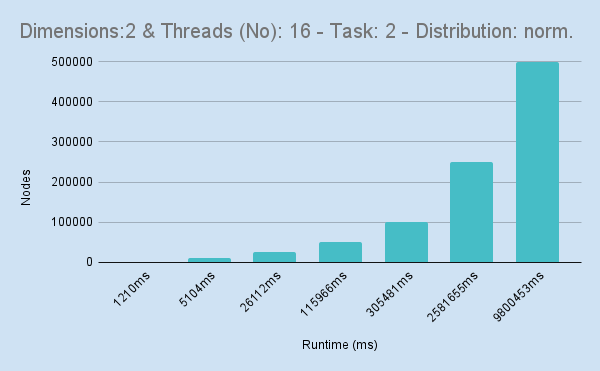 Dimensions:2 & Threads (No): 16 - Task: 2 - Distribution: norm.
500000
400000
300000
200000
100000
0
Nodes
1210ms
5104ms
26112ms
115966ms
305481ms
2581655ms
9800453ms
Runtime (ms)